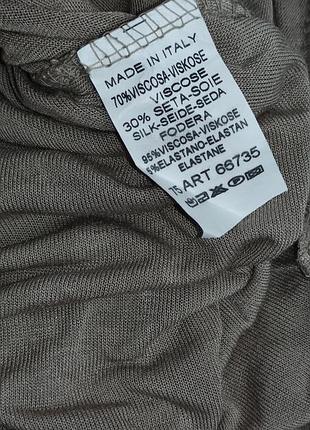 MADE IN ITALY
70%VISCOSA-VISKOSE
VISCOSE
30% SETA-SOIE
SILK-SEIDE-SEDA
FODERA
95%VISCOSA-VISKOSE
5%ELASTANO-ELASTAN
ELASTANE
75 ART 66735